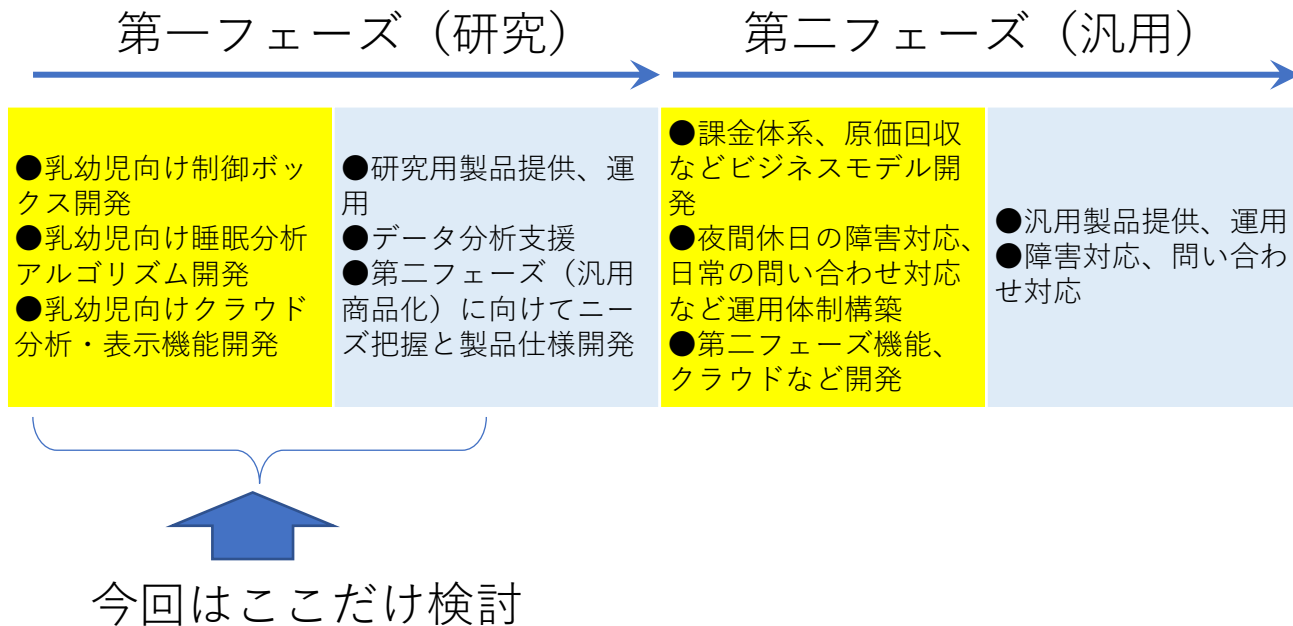 第一フェーズ（研究）
第二フェーズ（汎用）
●乳幼児向け制御ボッ
クス開発
●乳幼児向け睡眠分析
アルゴリズム開発
●乳幼児向けクラウド
分析・表示機能開発
●研究用製品提供、運
用
●データ分析支援
●第二フェーズ（汎用
商品化）に向けてニー
ズ把握と製品仕様開発
●課金体系、原価回収
などビジネスモデル開
発
●夜間休日の障害対応、
日常の問い合わせ対応
など運用体制構築
●第二フェーズ機能、
クラウドなど開発
●汎用製品提供、運用
●障害対応、問い合わ
せ対応
今回はここだけ検討